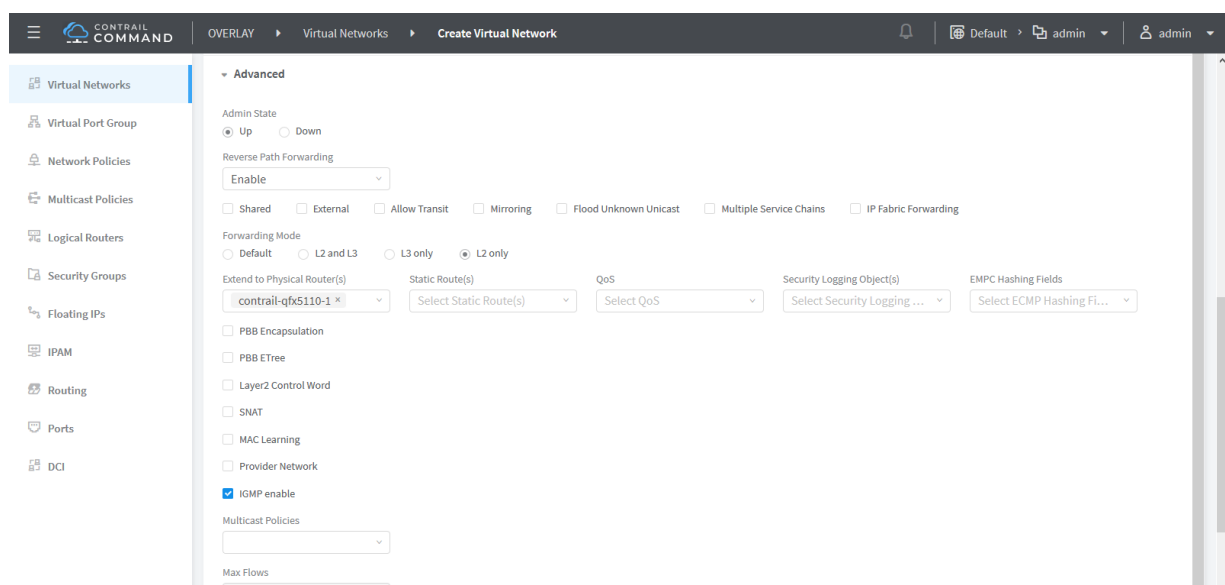 CONTRAIL
COMMAND
OVERLAY Virtual Networks Create Virtual Network
Default > admin admin
Virtual Networks
Virtual Port Group
Network Policies
Multicast Policies
Logical Routers
Security Groups
Floating IPs
IPAM
Routing
Ports
DCI
Advanced
Admin State
Up Down
Reverse Path Forwarding
Enable
Shared External Allow Transit Mirroring Flood Unknown Unicast Multiple Service Chains IP Fabric Forwarding
Forwarding Mode
Default L2 and L3 L3 only L2 only
Extend to Physical Router(s) Static Route(s) QoS Security Logging Object(s) EMPC Hashing Fields
contrail-qfx5110-1 × Select Static Route(s) Select QoS Select Security Logging ... Select ECMP Hashing Fi...
PBB Encapsulation
PBB ETree
Layer2 Control Word
SNAT
MAC Learning
Provider Network
IGMP enable
Multicast Policies
Max Flows